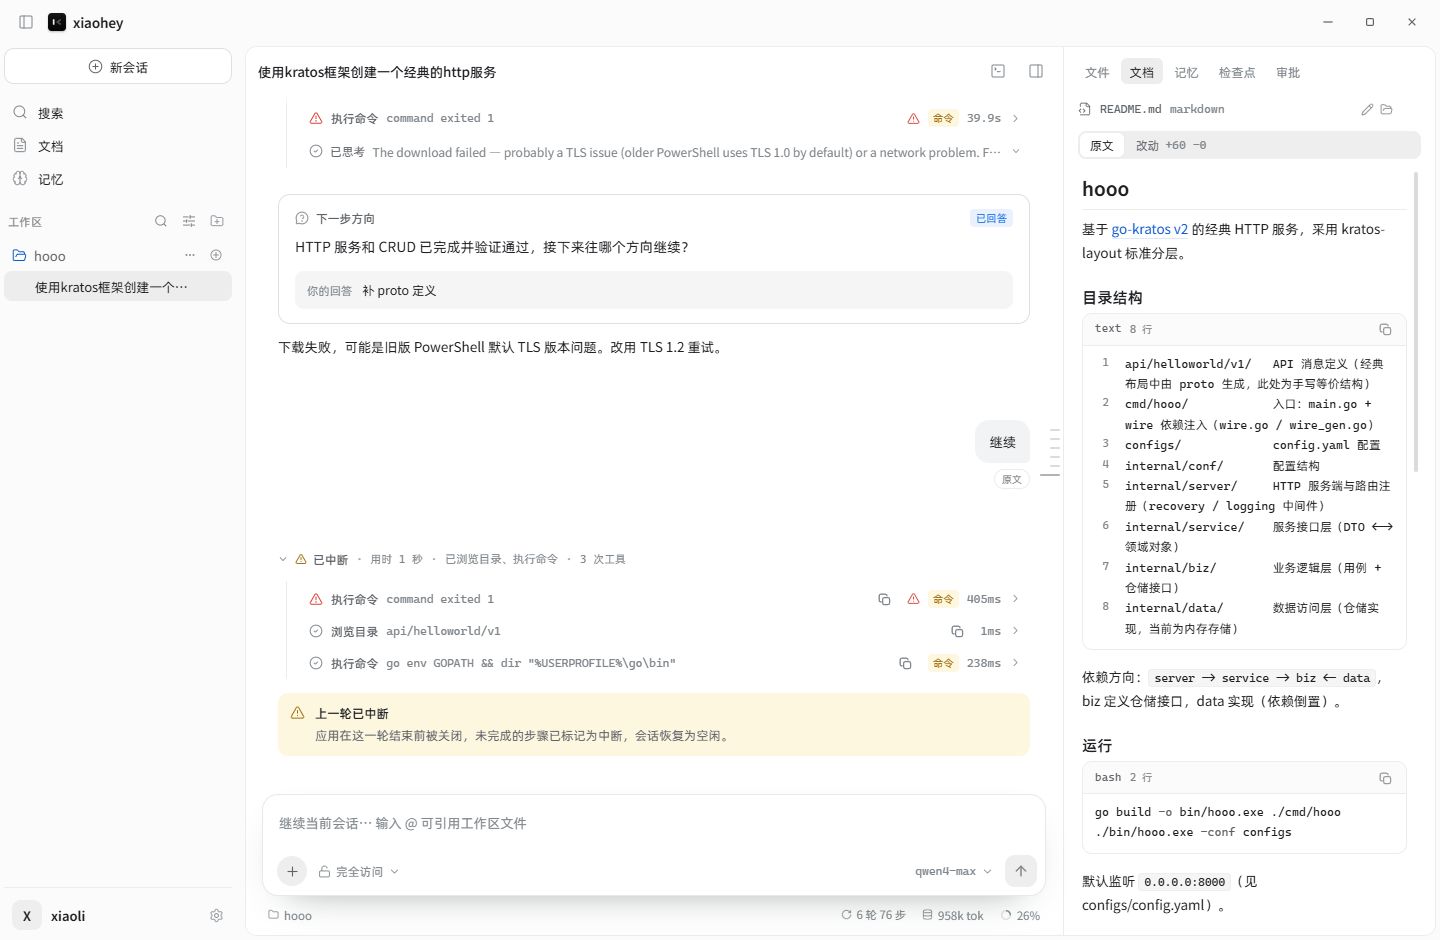 xiaohey
新会话
搜索
文档
记忆
工作区
hooo
使用kratos框架创建一个…
X xiaoli
使用kratos框架创建一个经典的http服务
执行命令 command exited 1 命令 39.9s
已思考 The download failed — probably a TLS issue (older PowerShell uses TLS 1.0 by default) or a network problem. F…
下一步方向 已回答
HTTP 服务和 CRUD 已完成并验证通过，接下来往哪个方向继续？
你的回答 补 proto 定义
下载失败，可能是旧版 PowerShell 默认 TLS 版本问题。改用 TLS 1.2 重试。
继续
原文
已中断 · 用时 1 秒 · 已浏览目录、执行命令 · 3 次工具
执行命令 command exited 1 命令 405ms
浏览目录 api/helloworld/v1 1ms
执行命令 go env GOPATH && dir "%USERPROFILE%\go\bin" 命令 238ms
上一轮已中断
应用在这一轮结束前被关闭，未完成的步骤已标记为中断，会话恢复为空闲。
继续当前会话… 输入 @ 可引用工作区文件
完全访问 qwen4-max
hooo 6 轮 76 步 958k tok 26%
文件 文档 记忆 检查点 审批
README.md markdown
原文 改动 +60 -0
hooo
基于 go-kratos v2 的经典 HTTP 服务，采用 kratos-
layout 标准分层。
目录结构
text 8 行
1 api/helloworld/v1/ API 消息定义（经典
布局中由 proto 生成，此处为手写等价结构）
2 cmd/hooo/ 入口：main.go +
wire 依赖注入（wire.go / wire_gen.go）
3 configs/ config.yaml 配置
4 internal/conf/ 配置结构
5 internal/server/ HTTP 服务端与路由注
册（recovery / logging 中间件）
6 internal/service/ 服务接口层（DTO <->
领域对象）
7 internal/biz/ 业务逻辑层（用例 +
仓储接口）
8 internal/data/ 数据访问层（仓储实
现，当前为内存存储）
依赖方向： server -> service -> biz <- data ，
biz 定义仓储接口，data 实现（依赖倒置）。
运行
bash 2 行
go build -o bin/hooo.exe ./cmd/hooo
./bin/hooo.exe -conf configs
默认监听 0.0.0.0:8000 （见
configs/config.yaml）。